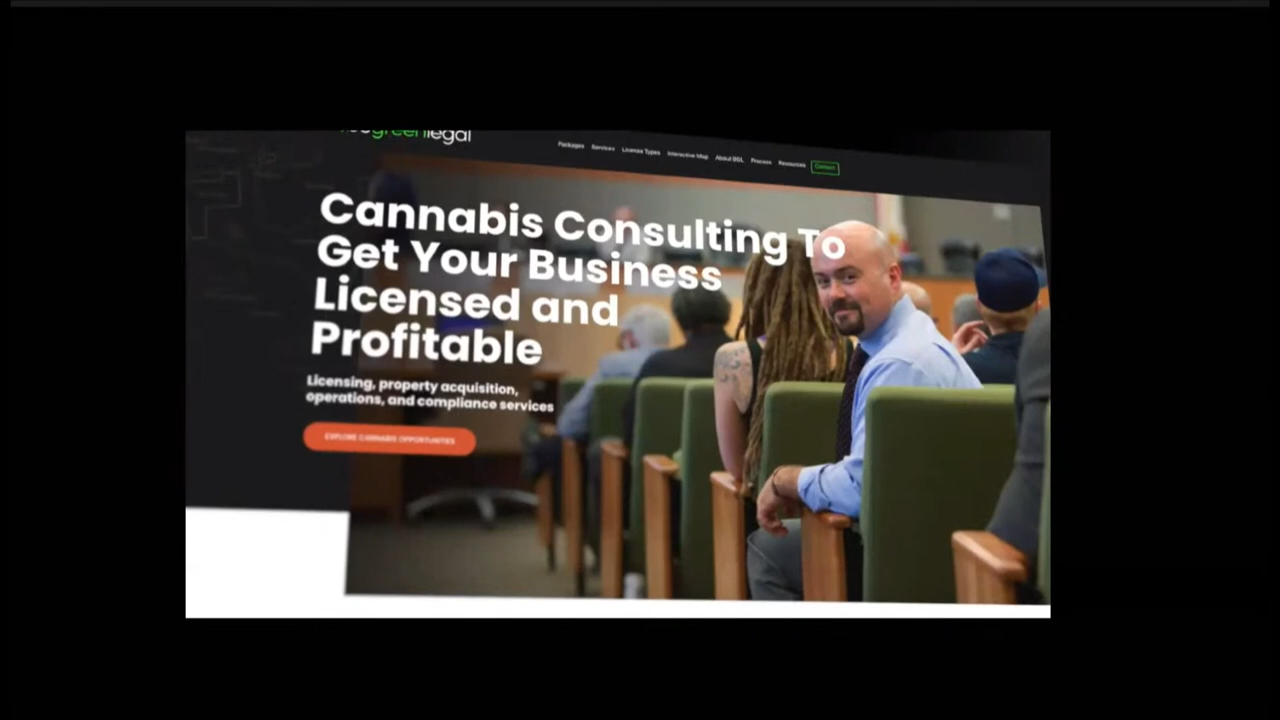 greenlegal
Packages Services License Types Interactive Map About BGL Process Resources Contact
Cannabis Consulting To
Get Your Business
Licensed and
Profitable
Licensing, property acquisition,
operations, and compliance services
EXPLORE CANNABIS OPPORTUNITIES